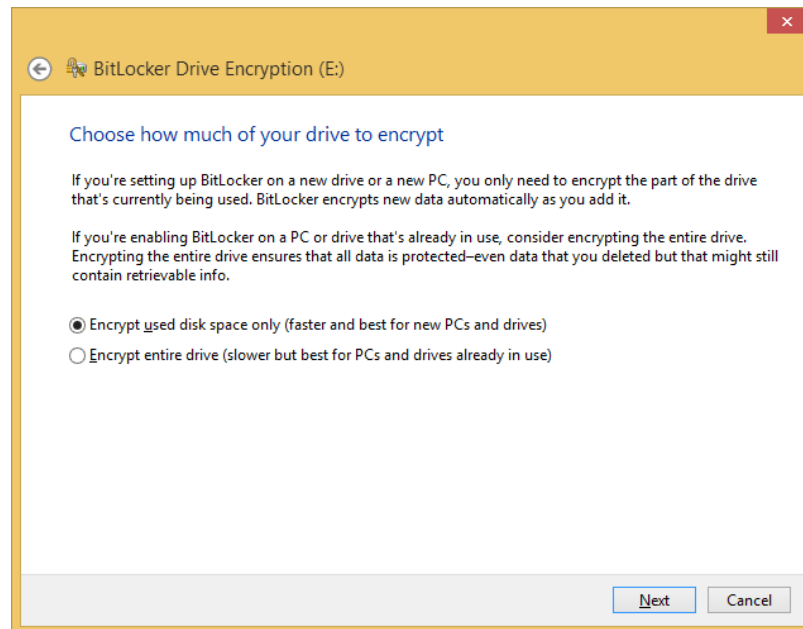 BitLocker Drive Encryption (E:)
Choose how much of your drive to encrypt
If you're setting up BitLocker on a new drive or a new PC, you only need to encrypt the part of the drive
that's currently being used. BitLocker encrypts new data automatically as you add it.
If you're enabling BitLocker on a PC or drive that's already in use, consider encrypting the entire drive.
Encrypting the entire drive ensures that all data is protected–even data that you deleted but that might still
contain retrievable info.
Encrypt used disk space only (faster and best for new PCs and drives)
Encrypt entire drive (slower but best for PCs and drives already in use)
Next Cancel